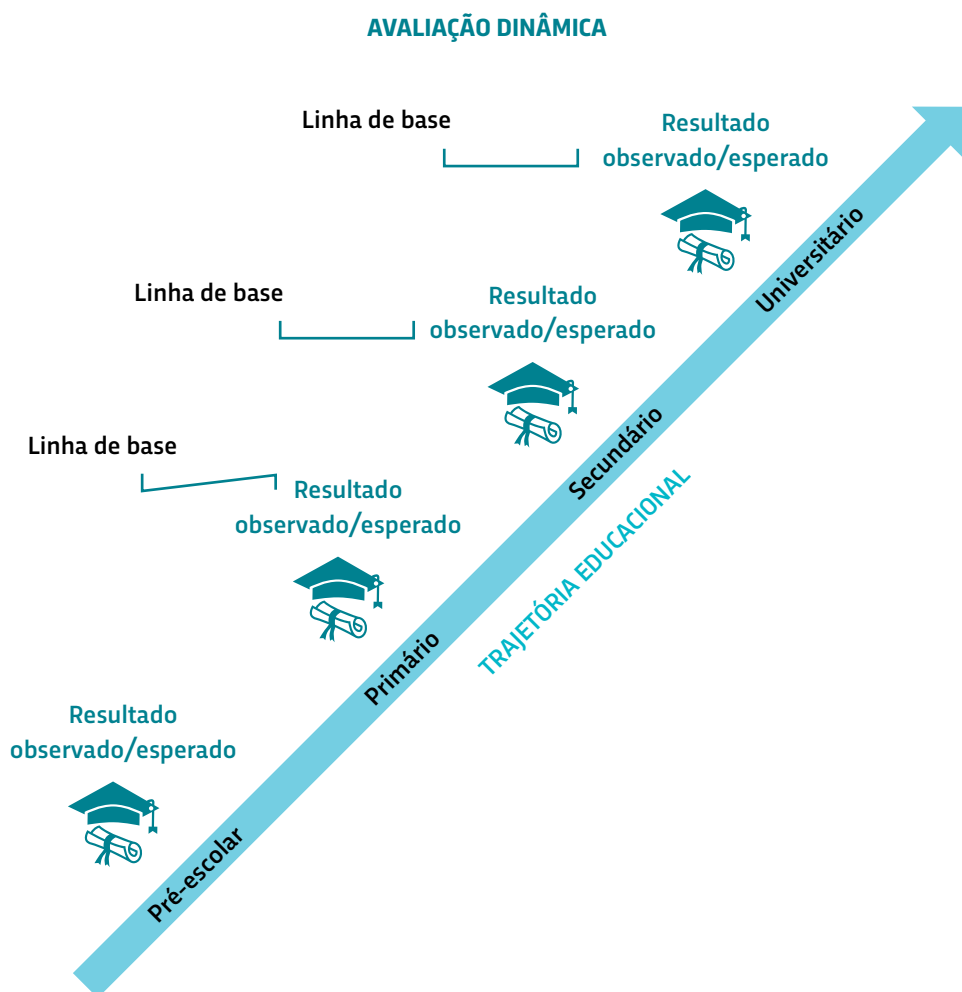 AVALIAÇÃO DINÂMICA
Linha de base
Resultado
observado/esperado
Universitário
Linha de base
Resultado
observado/esperado
Secundário
Linha de base
Resultado
observado/esperado
TRAJETÓRIA EDUCACIONAL
Primário
Resultado
observado/esperado
Pré-escolar